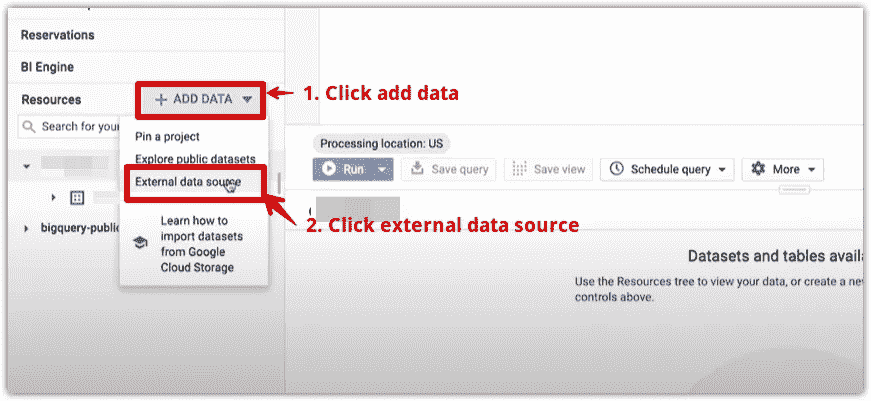 Reservations
BI Engine
Resources
+ ADD DATA
1. Click add data
Search for your
Pin a project
Explore public datasets
External data source
Learn how to
import datasets
from Google
Cloud Storage
bigquery-public
2. Click external data source
Processing location: US
Run
Save query
Save view
Schedule query
More
Datasets and tables avail
Use the Resources tree to view your data, or create a new
controls above.